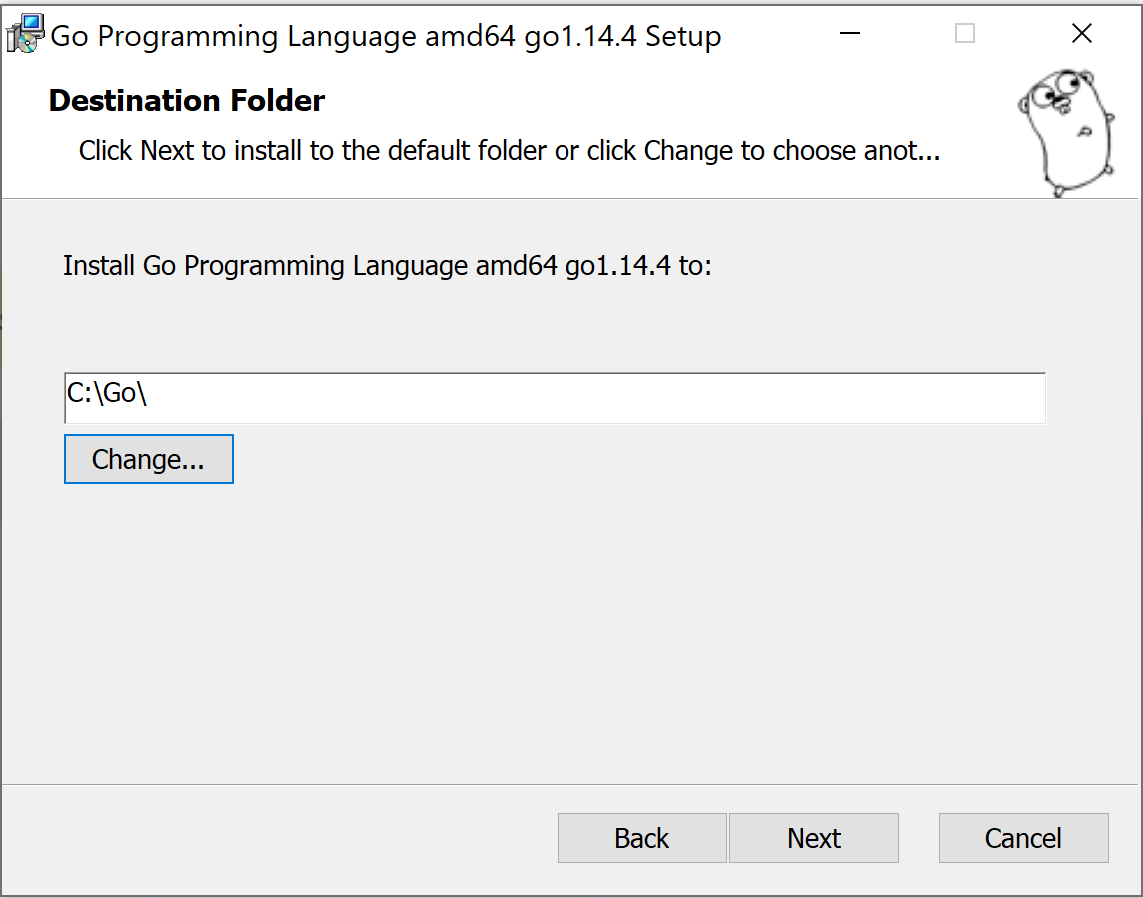 Go Programming Language amd64 go1.14.4 Setup
Destination Folder
Click Next to install to the default folder or click Change to choose anot...
Install Go Programming Language amd64 go1.14.4 to:
C:\Go\
Change...
Back Next Cancel